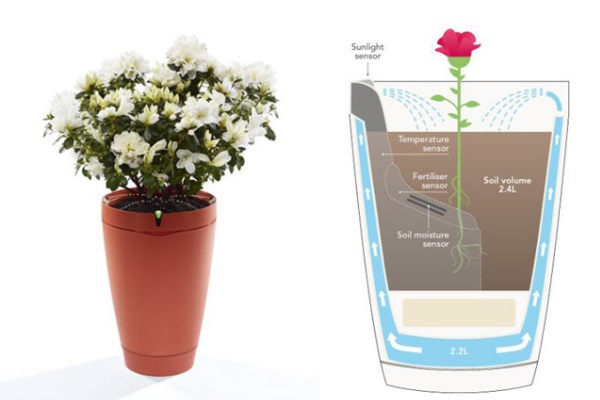 Sunlight
sensor
Temperature
sensor
Fertiliser
sensor
Soil volume
2.4L
Soil moisture
sensor
2.2L